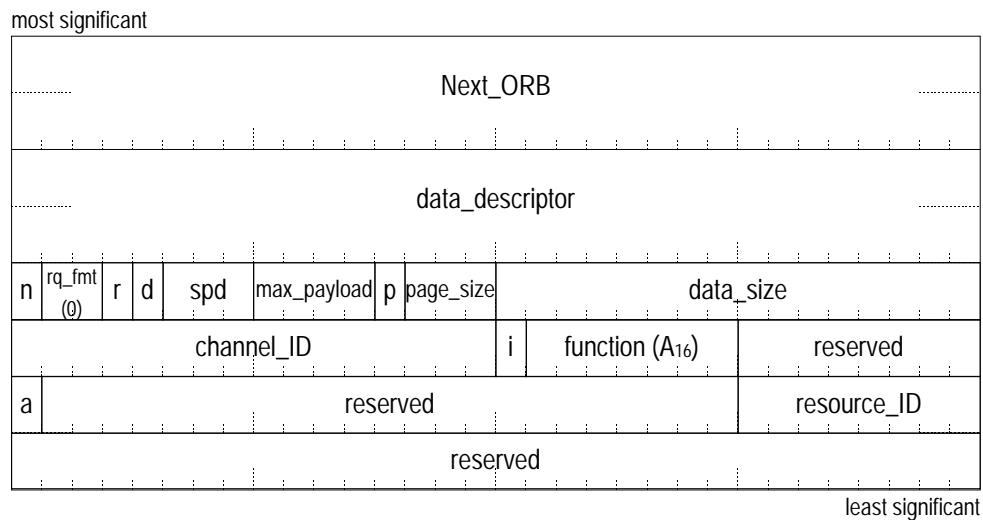 most significant
Next_ORB
data_descriptor
n rq_fmt (0) r d spd max_payload p page_size data_size
channel_ID i function (A16) reserved
a reserved resource_ID
reserved
least significant